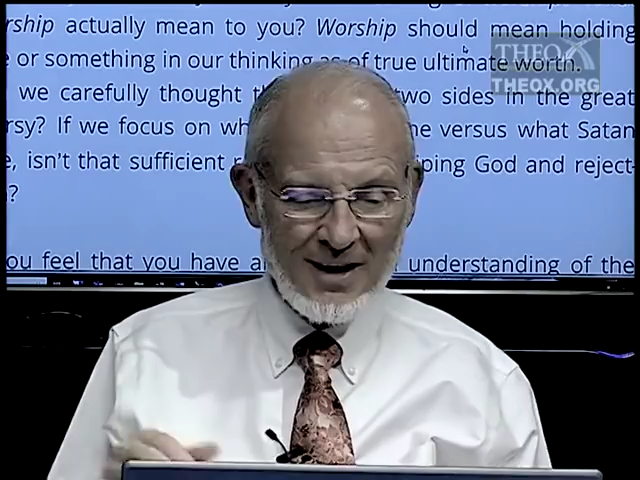 rship actually mean to you? Worship should mean holding
e or something in our thinking as of true ultimate worth.
we carefully thought th two sides in the great
rsy? If we focus on wh ne versus what Satan
e, isn't that sufficient r ping God and reject-
?
ou feel that you have a understanding of the
THEOX
THEOX.ORG